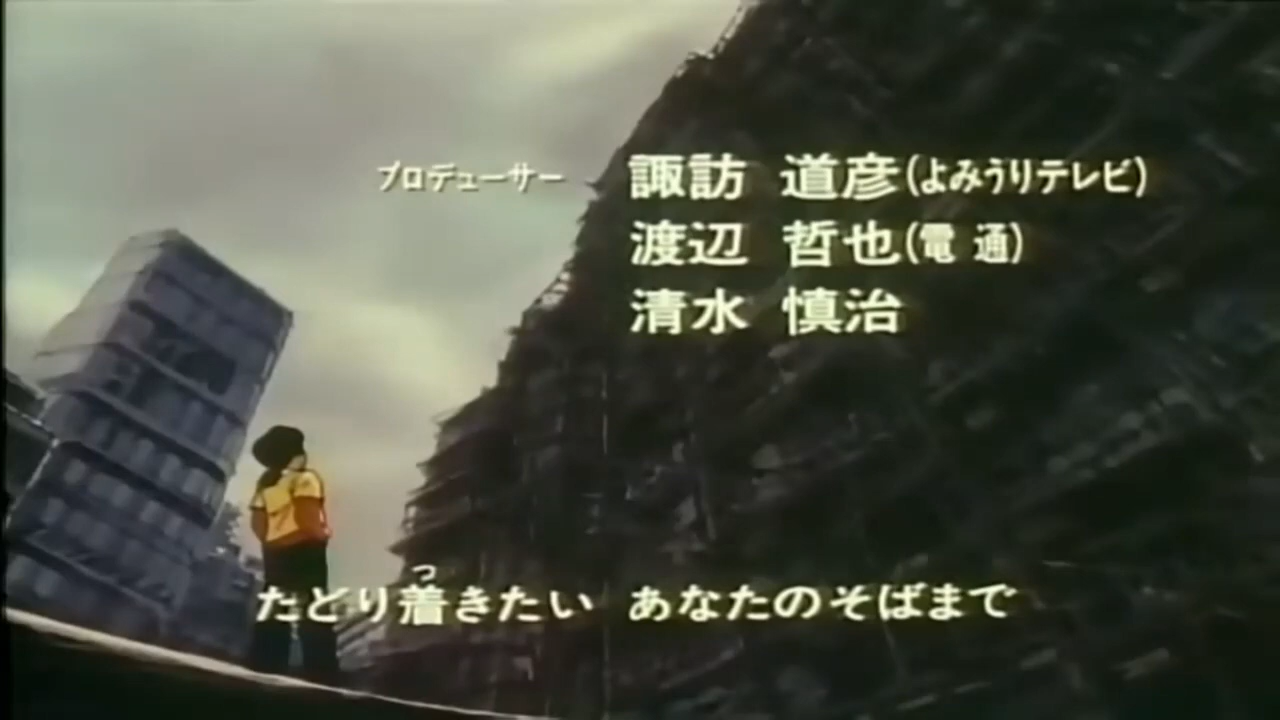 プロデューサー 諏訪 道彦(よみうりテレビ)
渡辺 哲也(電通)
清水 慎治
っ
たどり着きたい あなたのそばまで